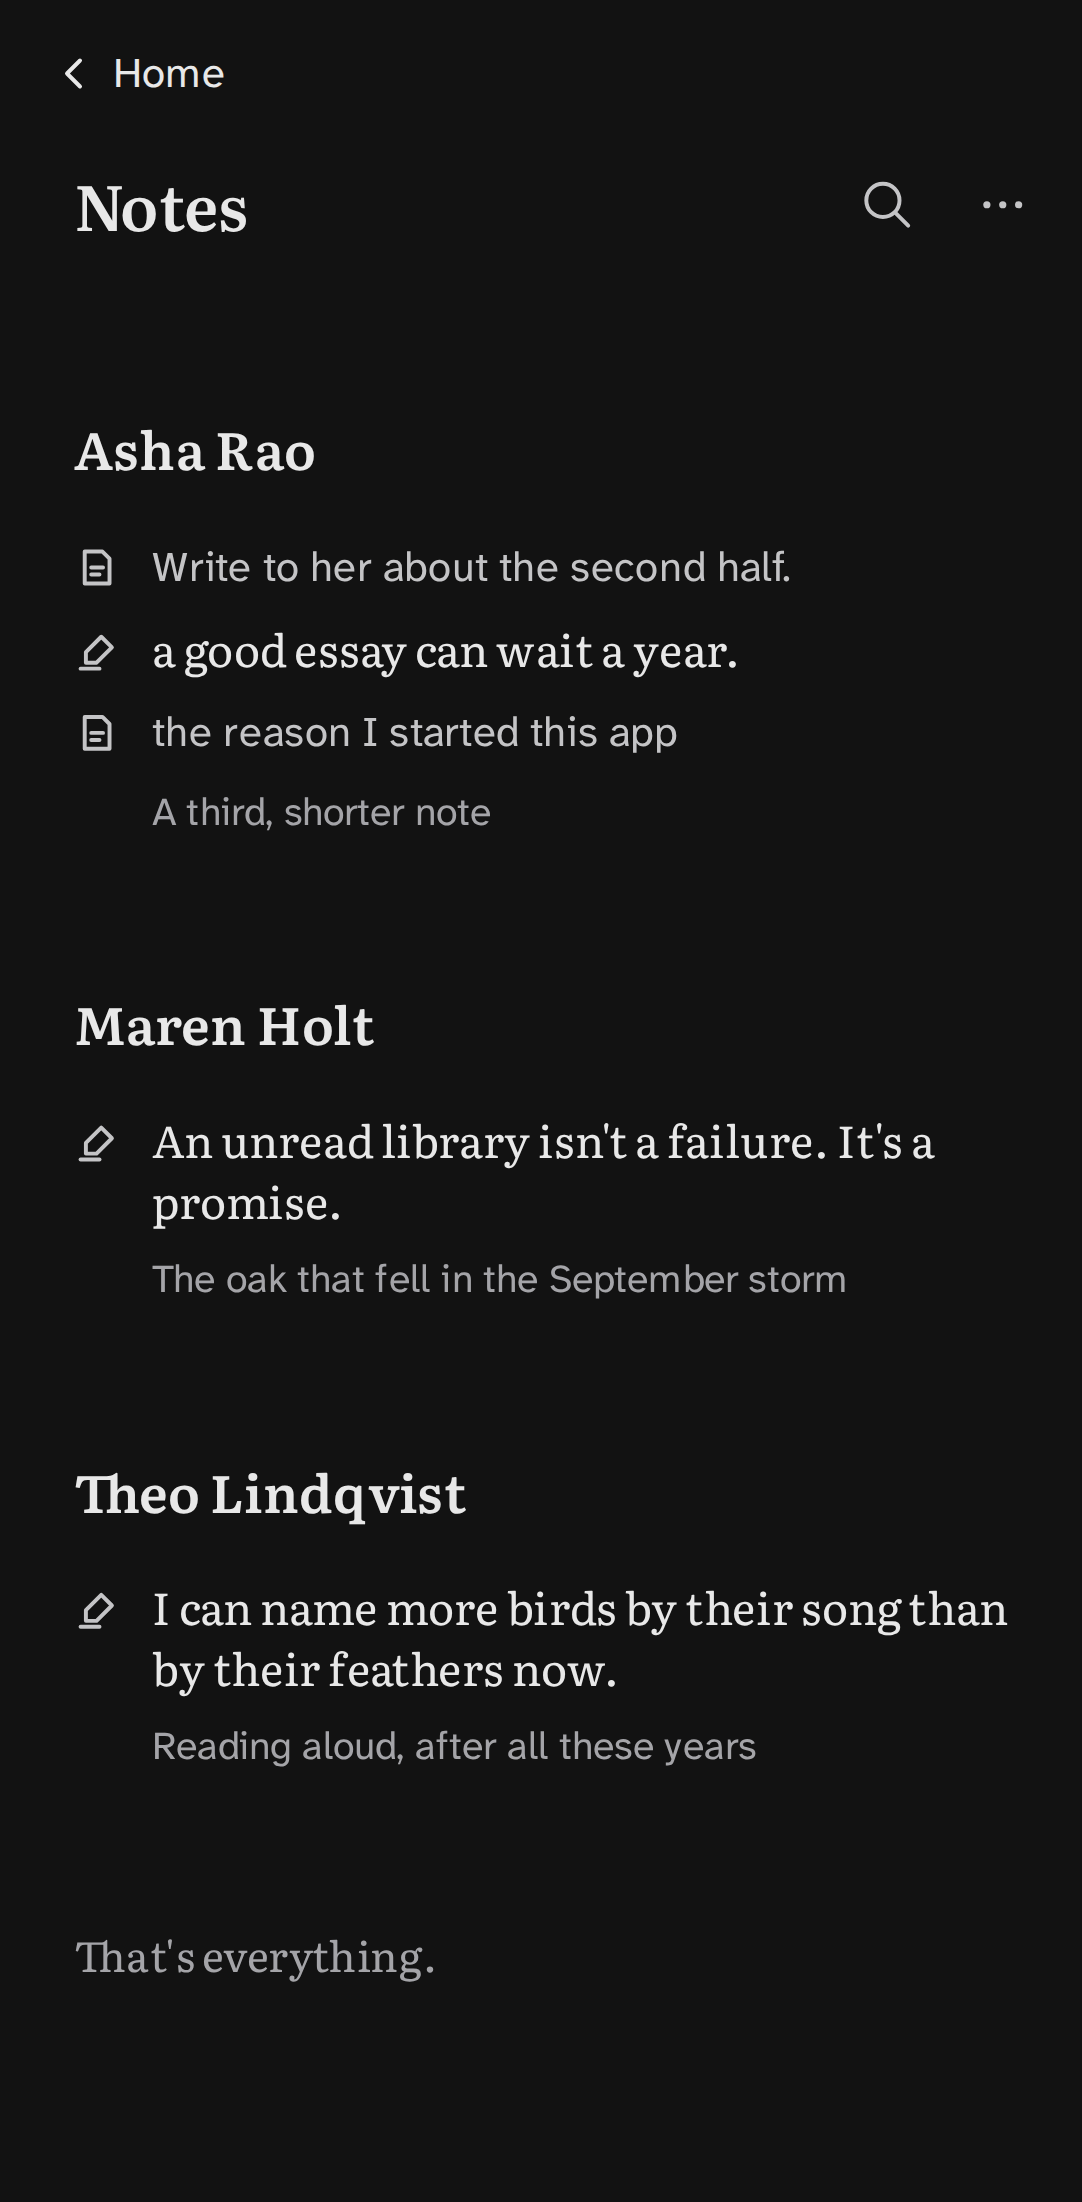 Home
Notes
Asha Rao
Write to her about the second half.
a good essay can wait a year.
the reason I started this app
A third, shorter note
Maren Holt
An unread library isn't a failure. It's a
promise.
The oak that fell in the September storm
Theo Lindqvist
I can name more birds by their song than
by their feathers now.
Reading aloud, after all these years
That's everything.